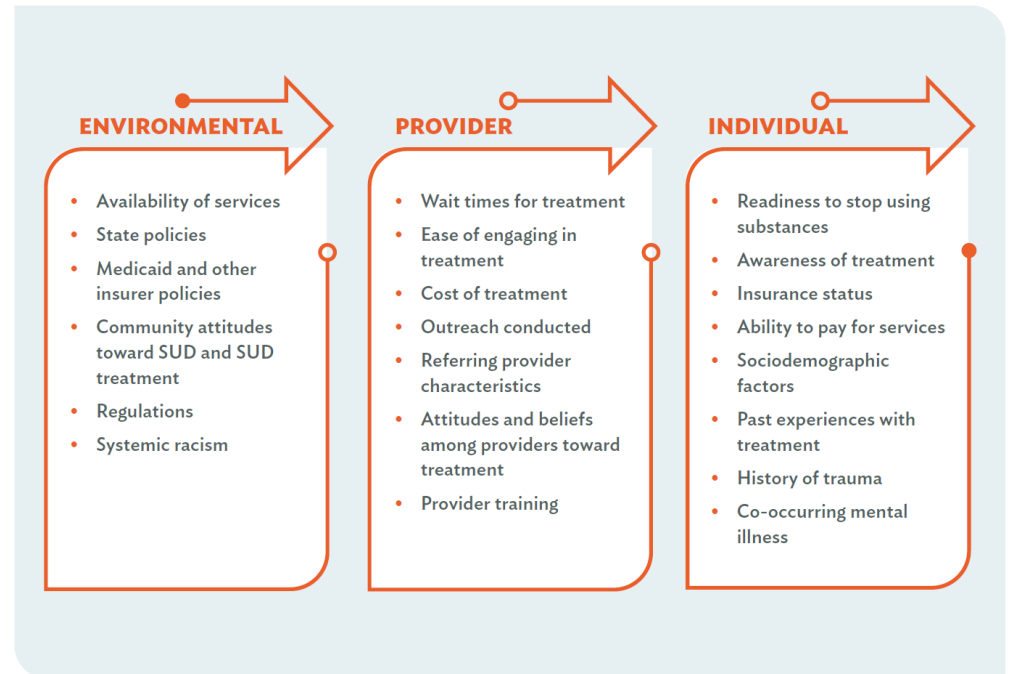 ENVIRONMENTAL
• Availability of services
• State policies
• Medicaid and other
insurer policies
• Community attitudes
toward SUD and SUD
treatment
• Regulations
• Systemic racism
PROVIDER
• Wait times for treatment
• Ease of engaging in
treatment
• Cost of treatment
• Outreach conducted
• Referring provider
characteristics
• Attitudes and beliefs
among providers toward
treatment
• Provider training
INDIVIDUAL
• Readiness to stop using
substances
• Awareness of treatment
• Insurance status
• Ability to pay for services
• Sociodemographic
factors
• Past experiences with
treatment
• History of trauma
• Co-occurring mental
illness